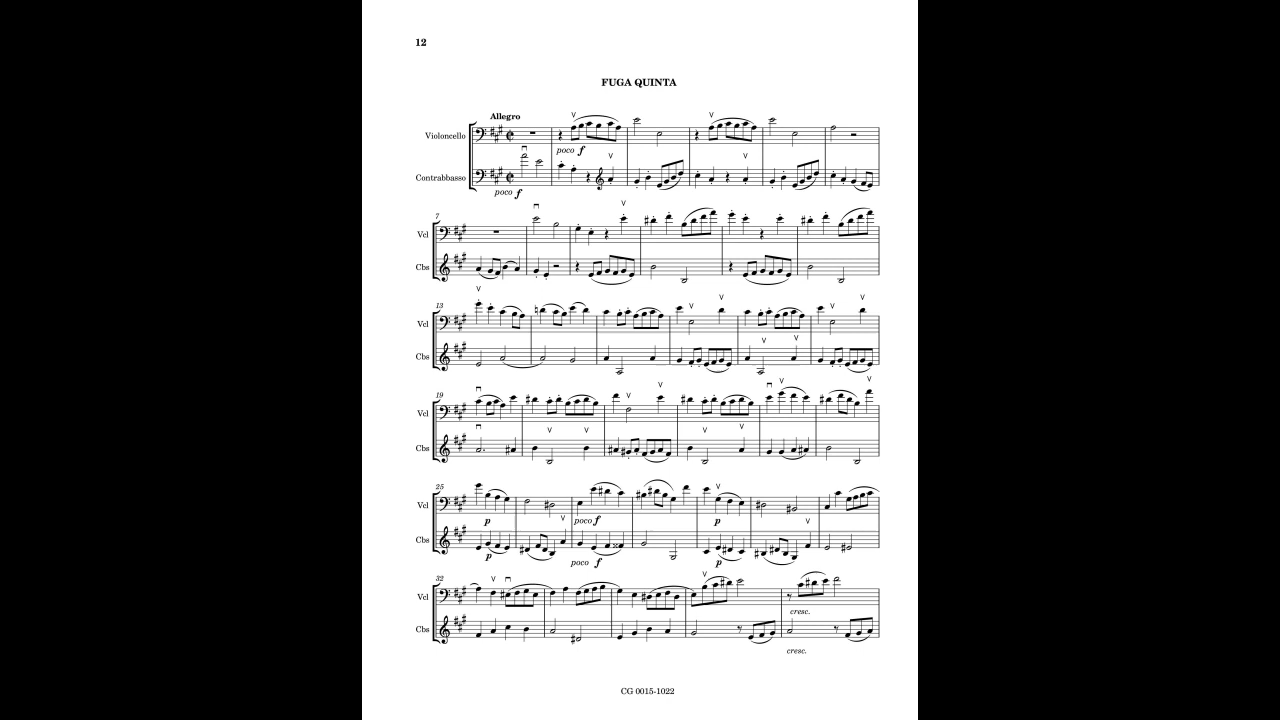 12
FUGA QUINTA
Allegro
Violoncello
poco f
Contrabbasso
poco f
7
Vcl
Cbs
13
Vcl
Cbs
19
Vcl
Cbs
25
Vcl
p poco f p
Cbs
p poco f p
32
Vcl
cresc.
Cbs
cresc.
CG 0015-1022